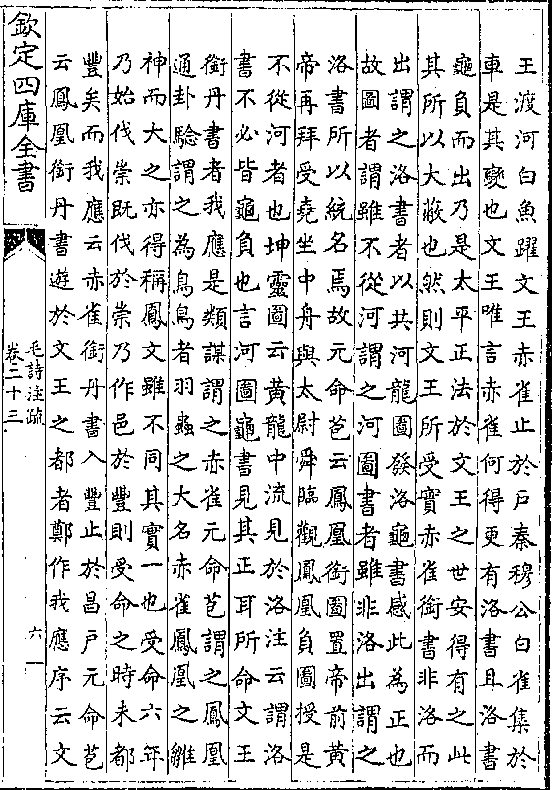 王渡河白魚躍文王赤雀止於戶秦穆公白雀集於
車是其變也文王唯言赤雀何得更有洛書且洛書
龜負而出乃是太平正法於文王之世安得有之此
其所以大蔽也然則文王所受實赤雀銜書非洛而
出謂之洛書者以其河龍圖發洛龜書感此為正也
故圖者謂雖不從河謂之河圖書者雖非洛出謂之
洛書所以統名焉故元命苞云鳳凰銜圖置帝前黄
帝再拜受堯坐中舟與太尉舜臨觀鳳凰負圖授是
不從河者也坤靈圖云黄龍中流見於洛注云謂洛
書不必皆龜負也言河圖龜書見其正耳所命文王
銜丹書者我應是類謀謂之赤雀元命苞謂之鳳凰
通卦驗謂之為鳥鳥者羽蟲之大名赤雀鳳凰之雛
神而大之亦得稱鳳文雖不同其實一也受命六年
乃始伐崇既伐於崇乃作邑於豐則受命之時未都
豐矣而我應云赤雀銜丹書入豐止於昌戶元命苞
云鳳凰銜丹書遊於文王之都者鄭作我應序云文
欽定四庫全書
毛詩注疏
卷二十三
六